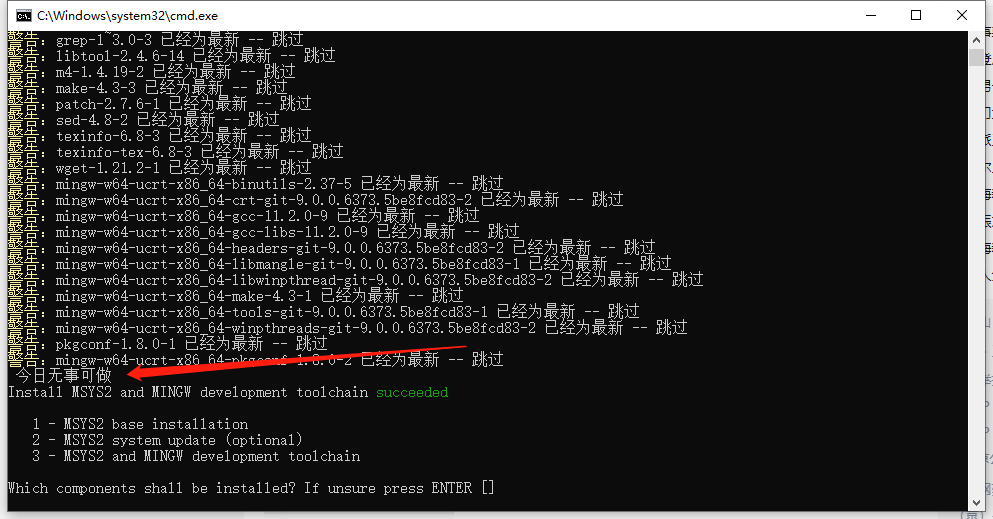 C:\Windows\system32\cmd.exe
警告：grep-1~3.0-3 已经为最新 -- 跳过
警告：libtool-2.4.6-14 已经为最新 -- 跳过
警告：m4-1.4.19-2 已经为最新 -- 跳过
警告：make-4.3-3 已经为最新 -- 跳过
警告：patch-2.7.6-1 已经为最新 -- 跳过
警告：sed-4.8-2 已经为最新 -- 跳过
警告：texinfo-6.8-3 已经为最新 -- 跳过
警告：texinfo-tex-6.8-3 已经为最新 -- 跳过
警告：wget-1.21.2-1 已经为最新 -- 跳过
警告：mingw-w64-ucrt-x86_64-binutils-2.37-5 已经为最新 -- 跳过
警告：mingw-w64-ucrt-x86_64-crt-git-9.0.0.6373.5be8fcd83-2 已经为最新 -- 跳过
警告：mingw-w64-ucrt-x86_64-gcc-11.2.0-9 已经为最新 -- 跳过
警告：mingw-w64-ucrt-x86_64-gcc-libs-11.2.0-9 已经为最新 -- 跳过
警告：mingw-w64-ucrt-x86_64-headers-git-9.0.0.6373.5be8fcd83-2 已经为最新 -- 跳过
警告：mingw-w64-ucrt-x86_64-libmangle-git-9.0.0.6373.5be8fcd83-1 已经为最新 -- 跳过
警告：mingw-w64-ucrt-x86_64-libwinpthread-git-9.0.0.6373.5be8fcd83-2 已经为最新 -- 跳过
警告：mingw-w64-ucrt-x86_64-make-4.3-1 已经为最新 -- 跳过
警告：mingw-w64-ucrt-x86_64-tools-git-9.0.0.6373.5be8fcd83-1 已经为最新 -- 跳过
警告：mingw-w64-ucrt-x86_64-winpthreads-git-9.0.0.6373.5be8fcd83-2 已经为最新 -- 跳过
警告：pkgconf-1.8.0-1 已经为最新 -- 跳过
警告：mingw-w64-ucrt-x86_64-pkgconf-1.8.0-2 已经为最新 -- 跳过
今日无事可做
Install MSYS2 and MINGW development toolchain succeeded
1 - MSYS2 base installation
2 - MSYS2 system update (optional)
3 - MSYS2 and MINGW development toolchain
Which components shall be installed? If unsure press ENTER []